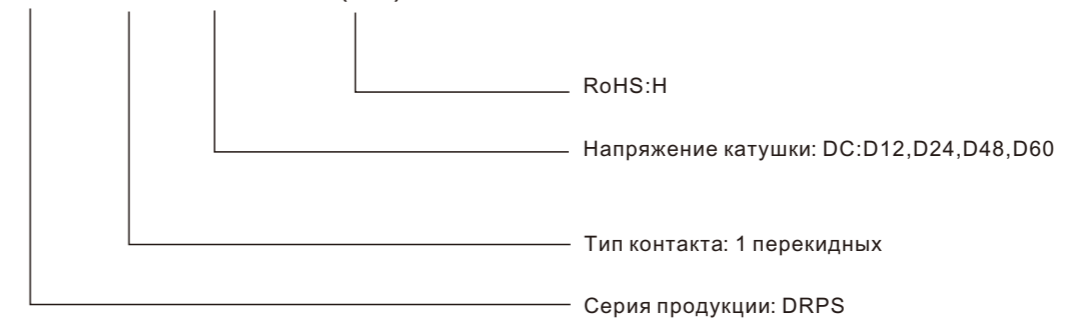 RoHS:H
Напряжение катушки: DC:D12,D24,D48,D60
Тип контакта: 1 перекидных
Серия продукции: DRPS